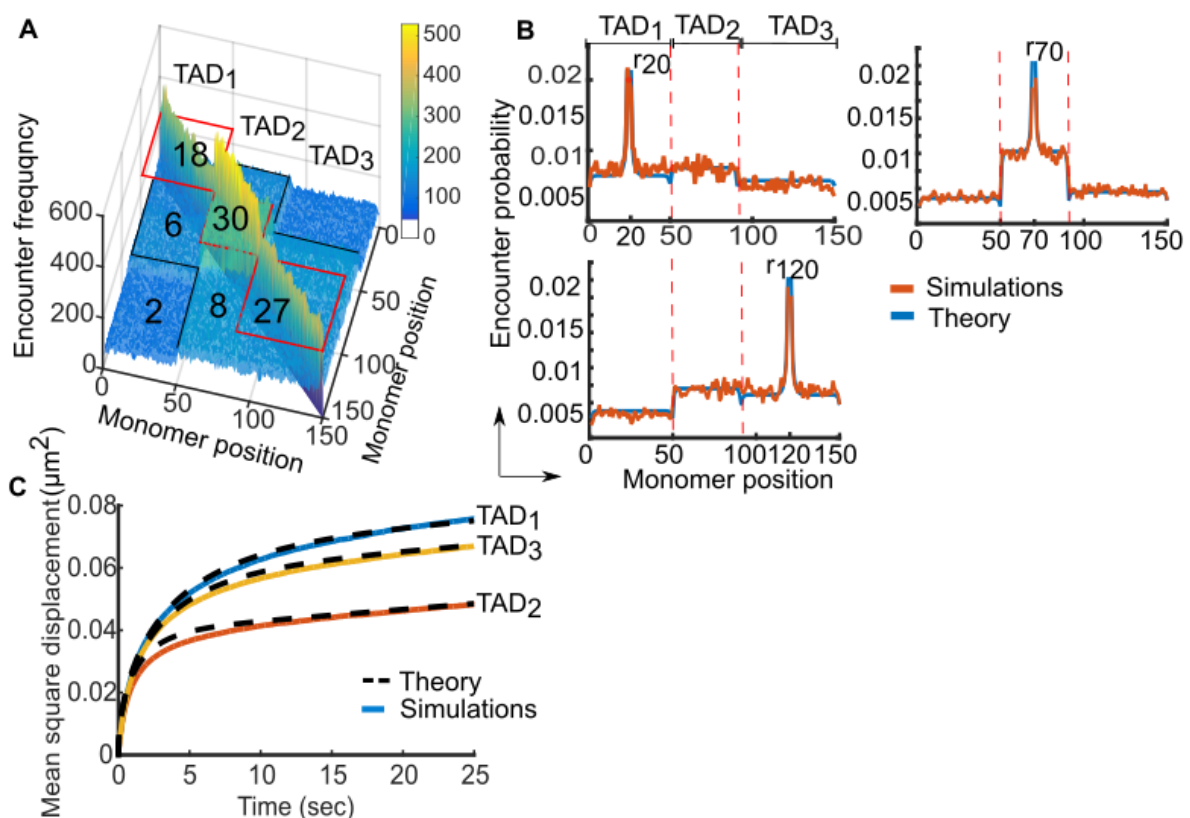 A
TAD1
TAD2
TAD3
18
6
30
2
8
27
500
400
300
200
100
0
Encounter freuqncy
600
400
200
0
0
50
100
150
Monomer position
0
50
100
150
Monomer position
B
TAD1 TAD2 TAD3
Encounter probability
r20
0.02
0.015
0.01
0.005
0 20 50 100 150
r70
0.02
0.015
0.01
0.005
0 50 70 100 150
r120
0.02
0.015
0.01
0.005
0 50 100 120 150
Monomer position
Simulations
Theory
C
Mean square displacement(μm2)
0.08
0.06
0.04
0.02
0
TAD1
TAD3
TAD2
Theory
Simulations
0 5 10 15 20 25
Time (sec)